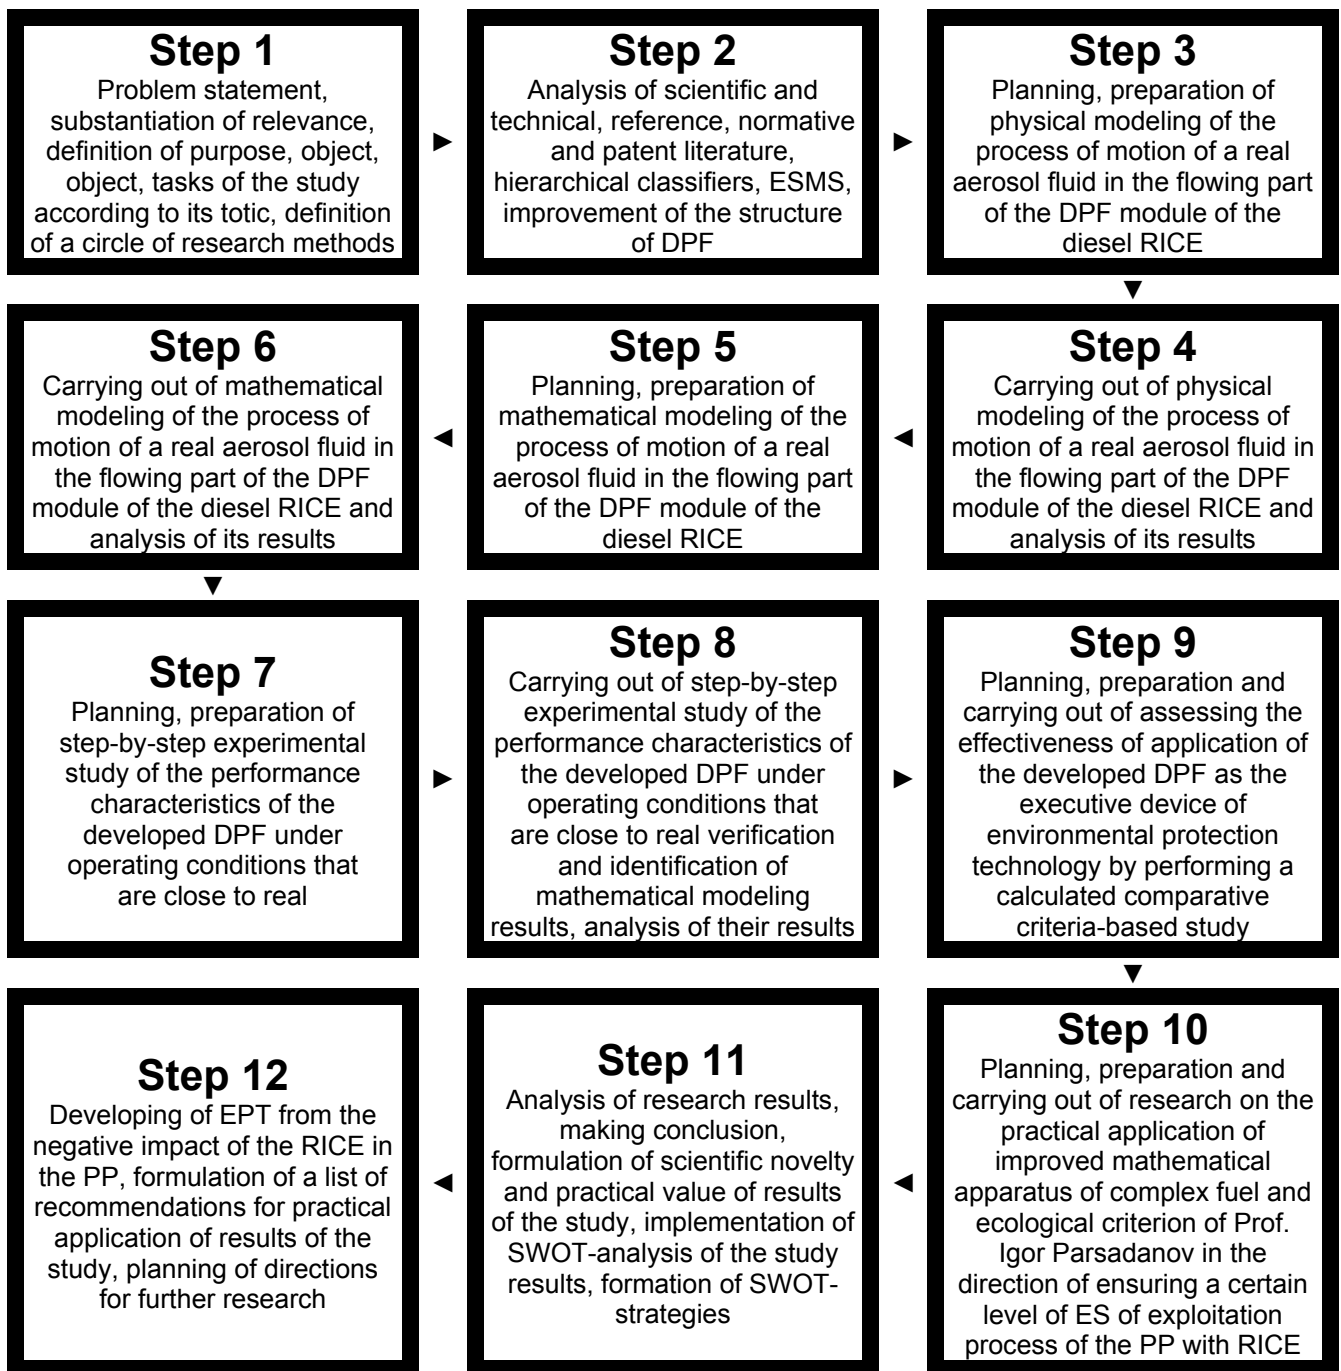 Step 1
Problem statement,
substantiation of relevance,
definition of purpose, object,
object, tasks of the study
according to its totic, definition
of a circle of research methods
Step 2
Analysis of scientific and
technical, reference, normative
and patent literature,
hierarchical classifiers, ESMS,
improvement of the structure
of DPF
Step 3
Planning, preparation of
physical modeling of the
process of motion of a real
aerosol fluid in the flowing part
of the DPF module of the
diesel RICE
Step 4
Carrying out of physical
modeling of the process of
motion of a real aerosol fluid in
the flowing part of the DPF
module of the diesel RICE and
analysis of its results
Step 5
Planning, preparation of
mathematical modeling of the
process of motion of a real
aerosol fluid in the flowing part
of the DPF module of the
diesel RICE
Step 6
Carrying out of mathematical
modeling of the process of
motion of a real aerosol fluid in
the flowing part of the DPF
module of the diesel RICE and
analysis of its results
Step 7
Planning, preparation of
step-by-step experimental
study of the performance
characteristics of the
developed DPF under
operating conditions that
are close to real
Step 8
Carrying out of step-by-step
experimental study of the
performance characteristics of
the developed DPF under
operating conditions that
are close to real verification
and identification of
mathematical modeling
results, analysis of their results
Step 9
Planning, preparation and
carrying out of assessing the
effectiveness of application of
the developed DPF as the
executive device of
environmental protection
technology by performing a
calculated comparative
criteria-based study
Step 10
Planning, preparation and
carrying out of research on the
practical application of
improved mathematical
apparatus of complex fuel and
ecological criterion of Prof.
Igor Parsadanov in the
direction of ensuring a certain
level of ES of exploitation
process of the PP with RICE
Step 11
Analysis of research results,
making conclusion,
formulation of scientific novelty
and practical value of results
of the study, implementation of
SWOT-analysis of the study
results, formation of SWOT-
strategies
Step 12
Developing of EPT from the
negative impact of the RICE in
the PP, formulation of a list of
recommendations for practical
application of results of the
study, planning of directions
for further research